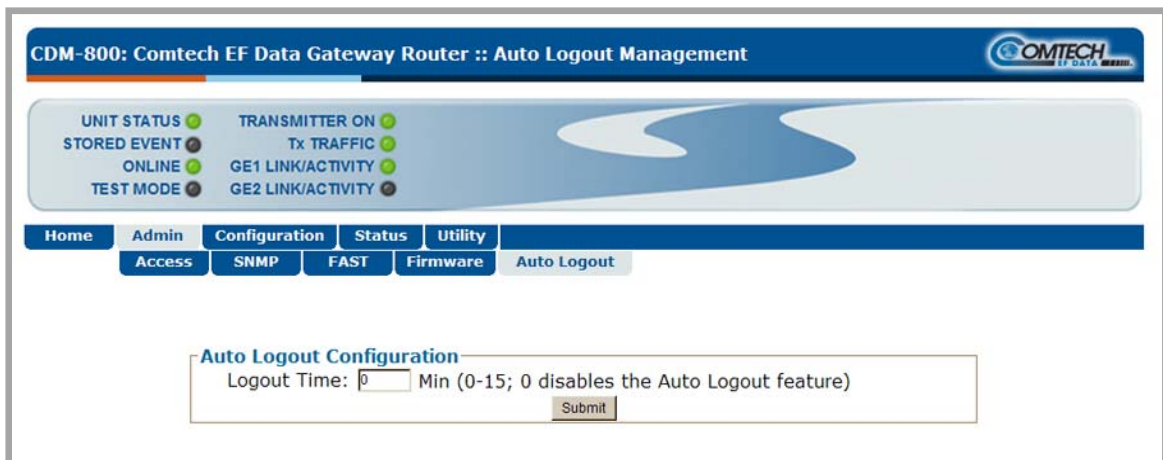 CDM-800: Comtech EF Data Gateway Router :: Auto Logout Management
COMTECH
EF DATA
UNIT STATUS TRANSMITTER ON
STORED EVENT Tx TRAFFIC
ONLINE GE1 LINK/ACTIVITY
TEST MODE GE2 LINK/ACTIVITY
Home Admin Configuration Status Utility
Access SNMP FAST Firmware Auto Logout
Auto Logout Configuration
Logout Time: 0 Min (0-15; 0 disables the Auto Logout feature)
Submit